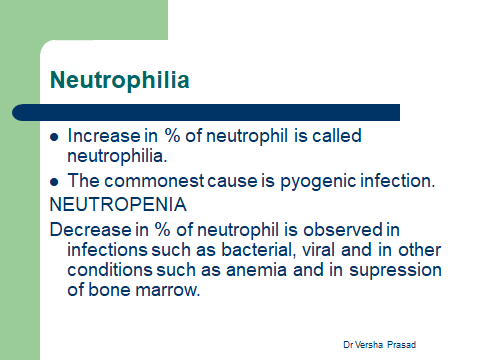 Neutrophilia
Increase in % of neutrophil is called
neutrophilia.
The commonest cause is pyogenic infection.
NEUTROPENIA
Decrease in % of neutrophil is observed in
infections such as bacterial, viral and in other
conditions such as anemia and in supression
of bone marrow.
Dr Versha Prasad